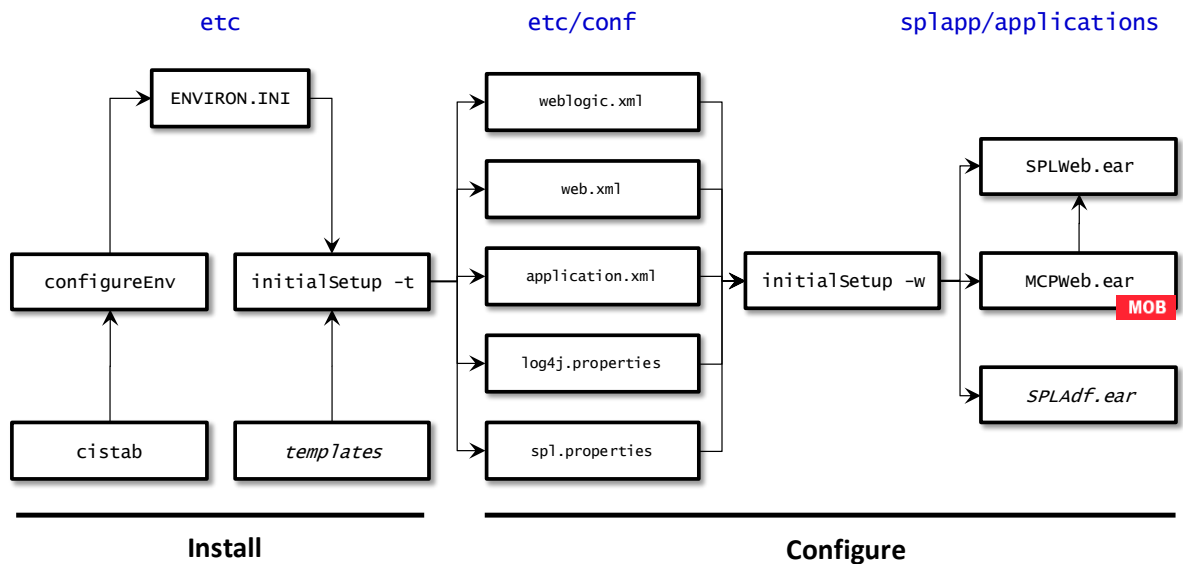 etc
etc/conf
splapp/applications
ENVIRON.INI
configureEnv
initialSetup -t
cistab
templates
weblogic.xml
web.xml
application.xml
log4j.properties
spl.properties
initialSetup -w
SPLWeb.ear
MCPWeb.ear
MOB
SPLAdf.ear
Install
Configure